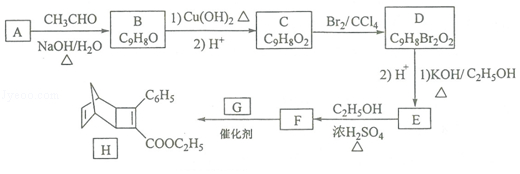 A CH₃CHO NaOH/H₂O △ B C₉H₈O 1)Cu(OH)₂ △ 2) H⁺ C C₉H₈O₂ Br₂/CCl₄ D C₉H₈Br₂O₂
2) H⁺ 1)KOH/ C₂H₅OH △
C₆H₅ COOC₂H₅ H G 催化剂 F C₂H₅OH 浓H₂SO₄ △ E